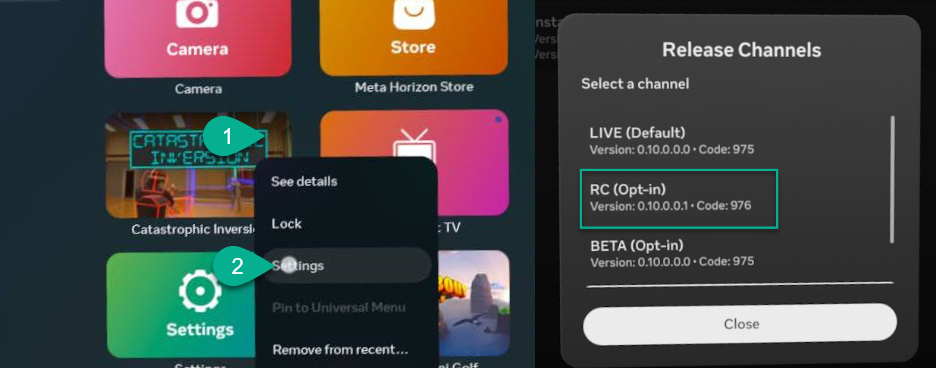 Camera
Camera
Store
Meta Horizon Store
CATASTROPHIC
INVERSION
1
Catastrophic Inversi
TV
See details
Lock
2
Settings
Pin to Universal Menu
Remove from recent...
Settings
Settings
Golf
Release Channels
Select a channel
LIVE (Default)
Version: 0.10.0.0.0 • Code: 975
RC (Opt-in)
Version: 0.10.0.0.1 • Code: 976
BETA (Opt-in)
Version: 0.10.0.0.0 • Code: 975
Close